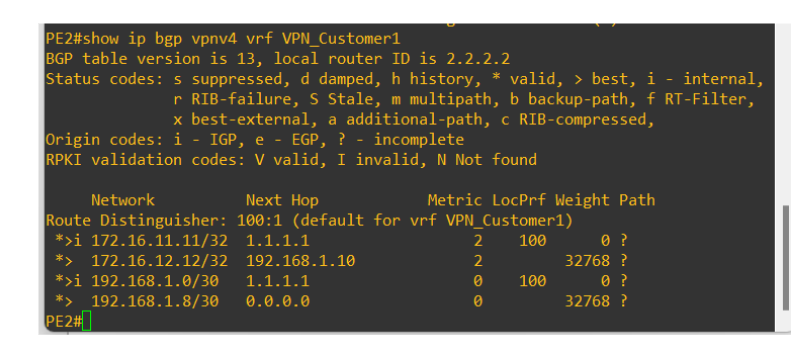 PE2#show ip bgp vpnv4 vrf VPN_Customer1
BGP table version is 13, local router ID is 2.2.2.2
Status codes: s suppressed, d damped, h history, * valid, > best, i - internal,
              r RIB-failure, S Stale, m multipath, b backup-path, f RT-Filter,
              x best-external, a additional-path, c RIB-compressed,
Origin codes: i - IGP, e - EGP, ? - incomplete
RPKI validation codes: V valid, I invalid, N Not found

     Network          Next Hop            Metric LocPrf Weight Path
Route Distinguisher: 100:1 (default for vrf VPN_Customer1)
 *>i 172.16.11.11/32  1.1.1.1                  2    100      0 ?
 *>  172.16.12.12/32  192.168.1.10             2         32768 ?
 *>i 192.168.1.0/30   1.1.1.1                  0    100      0 ?
 *>  192.168.1.8/30   0.0.0.0                  0         32768 ?
PE2#